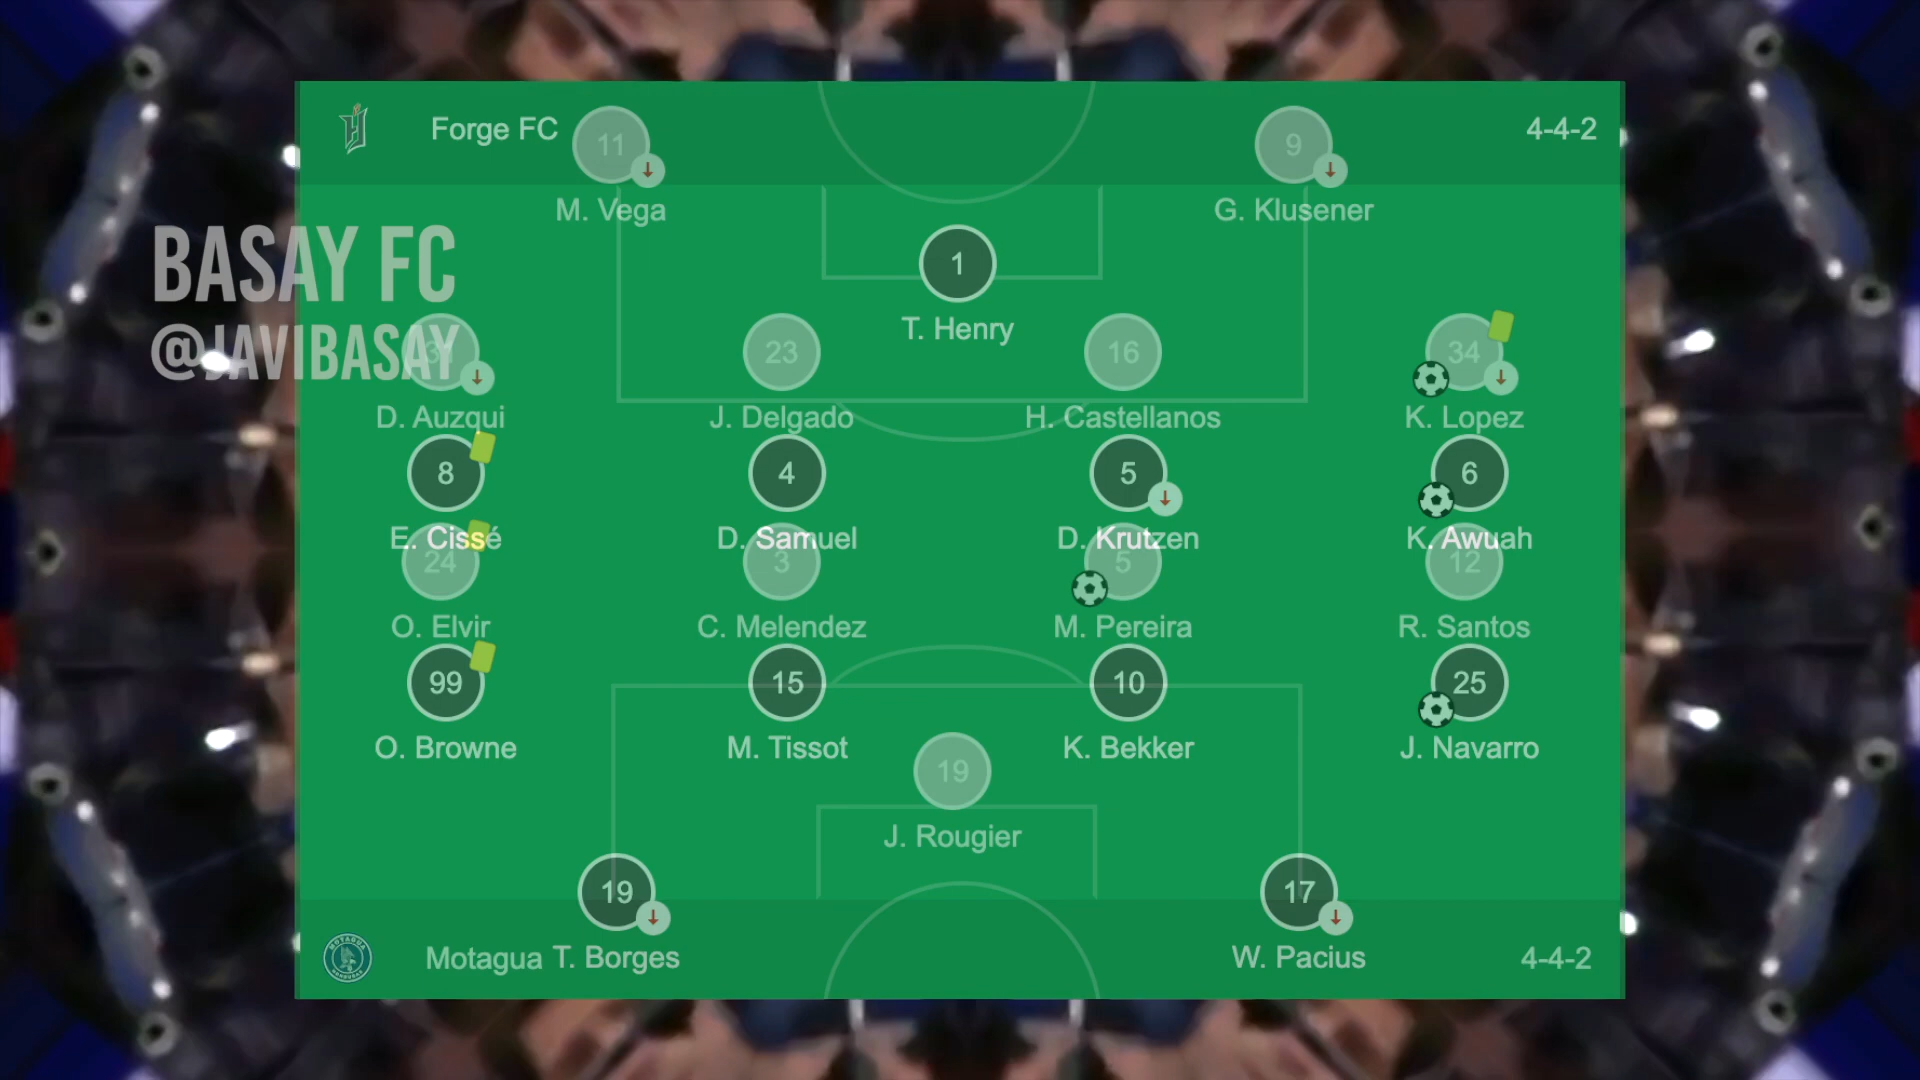 Forge FC 11 9 4-4-2
M. Vega G. Klusener
BASAY FC
1
T. Henry
@JAVIBASAY
23 16 34
D. Auzqui J. Delgado H. Castellanos K. Lopez
8 4 5 6
E. Cissé D. Samuel D. Krutzen K. Awuah
24 3 5 12
O. Elvir C. Melendez M. Pereira R. Santos
99 15 10 25
O. Browne M. Tissot K. Bekker J. Navarro
19
J. Rougier
19 17
MOTAGUA
HONDURAS
Motagua T. Borges W. Pacius 4-4-2